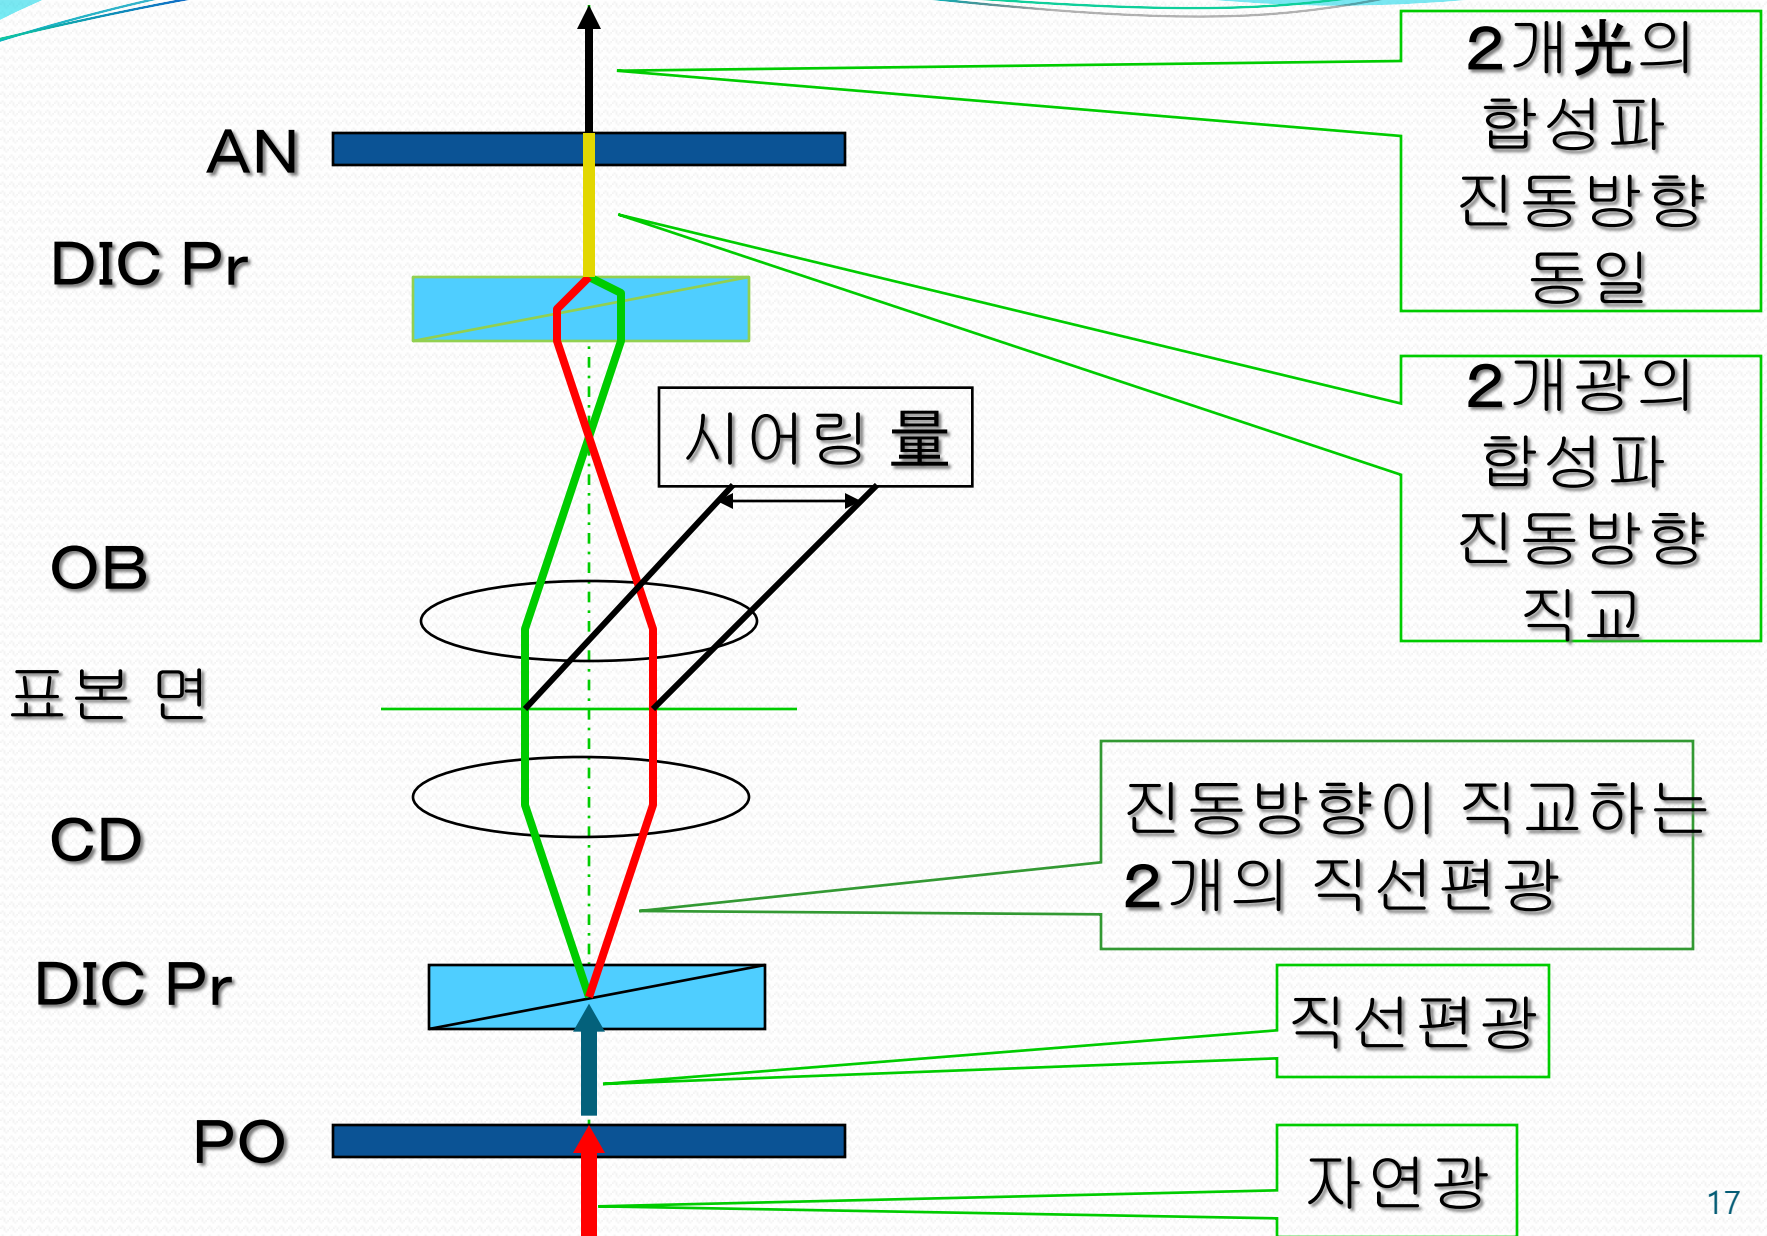 2개光의
합성파
진동방향
동일
AN
DIC Pr
2개광의
합성파
진동방향
직교
시어링 量
OB
표본 면
진동방향이 직교하는
2개의 직선편광
CD
DIC Pr
직선편광
PO
자연광
17